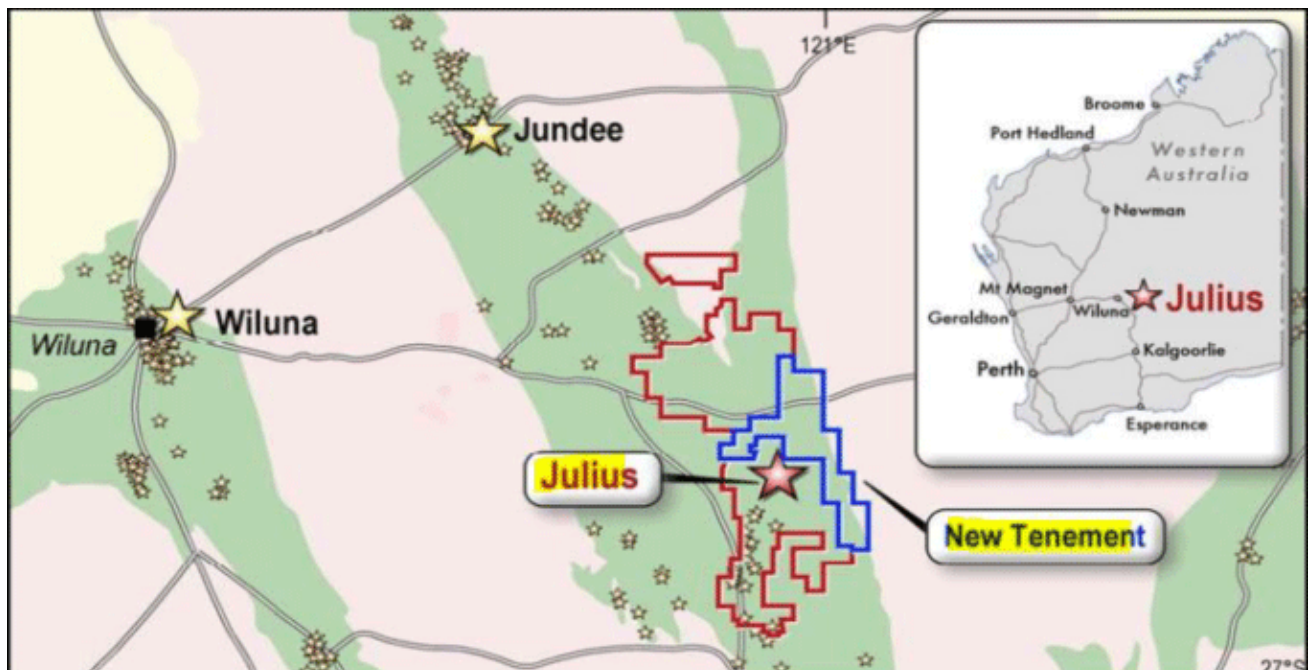 121°E
Jundee
Wiluna
Wiluna
Julius
New Tenement
Broome
Port Hedland
Western
Australia
Newman
Mt Magnet
Wiluna
Julius
Geraldton
Kalgoorlie
Perth
Esperance